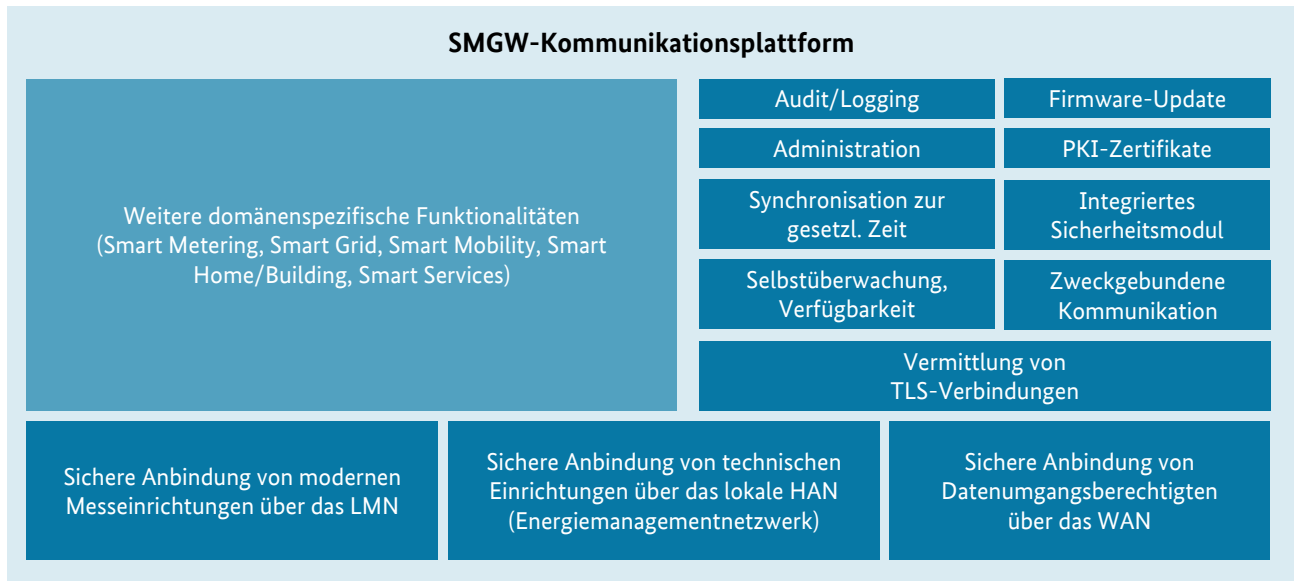 SMGW-Kommunikationsplattform
Weitere domänenspezifische Funktionalitäten
(Smart Metering, Smart Grid, Smart Mobility, Smart
Home/Building, Smart Services)
Audit/Logging
Firmware-Update
Administration
PKI-Zertifikate
Synchronisation zur
gesetzl. Zeit
Integriertes
Sicherheitsmodul
Selbstüberwachung,
Verfügbarkeit
Zweckgebundene
Kommunikation
Vermittlung von
TLS-Verbindungen
Sichere Anbindung von modernen
Messeinrichtungen über das LMN
Sichere Anbindung von technischen
Einrichtungen über das lokale HAN
(Energiemanagementnetzwerk)
Sichere Anbindung von
Datenumgangsberechtigten
über das WAN